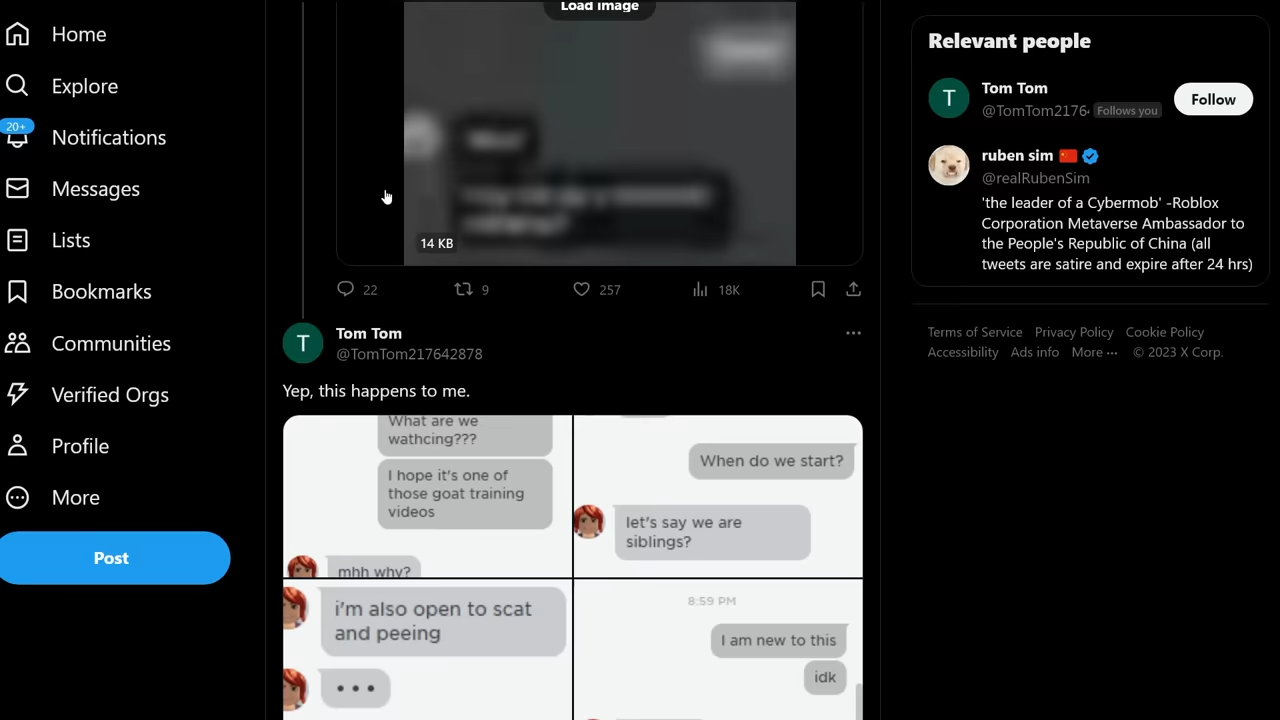 Home
Explore
20+
Notifications
Messages
Lists
Bookmarks
Communities
Verified Orgs
Profile
More
Post
Load image
14 KB
22
9
257
18K
T
Tom Tom
@TomTom217642878
Yep, this happens to me.
What are we
wathcing???
I hope it's one of
those goat training
videos
mhh why?
When do we start?
let's say we are
siblings?
i'm also open to scat
and peeing
8:59 PM
I am new to this
idk
Relevant people
T
Tom Tom
@TomTom2176
Follows you
Follow
ruben sim
@realRubenSim
'the leader of a Cybermob' -Roblox
Corporation Metaverse Ambassador to
the People's Republic of China (all
tweets are satire and expire after 24 hrs)
Terms of Service Privacy Policy Cookie Policy
Accessibility Ads info More ··· © 2023 X Corp.